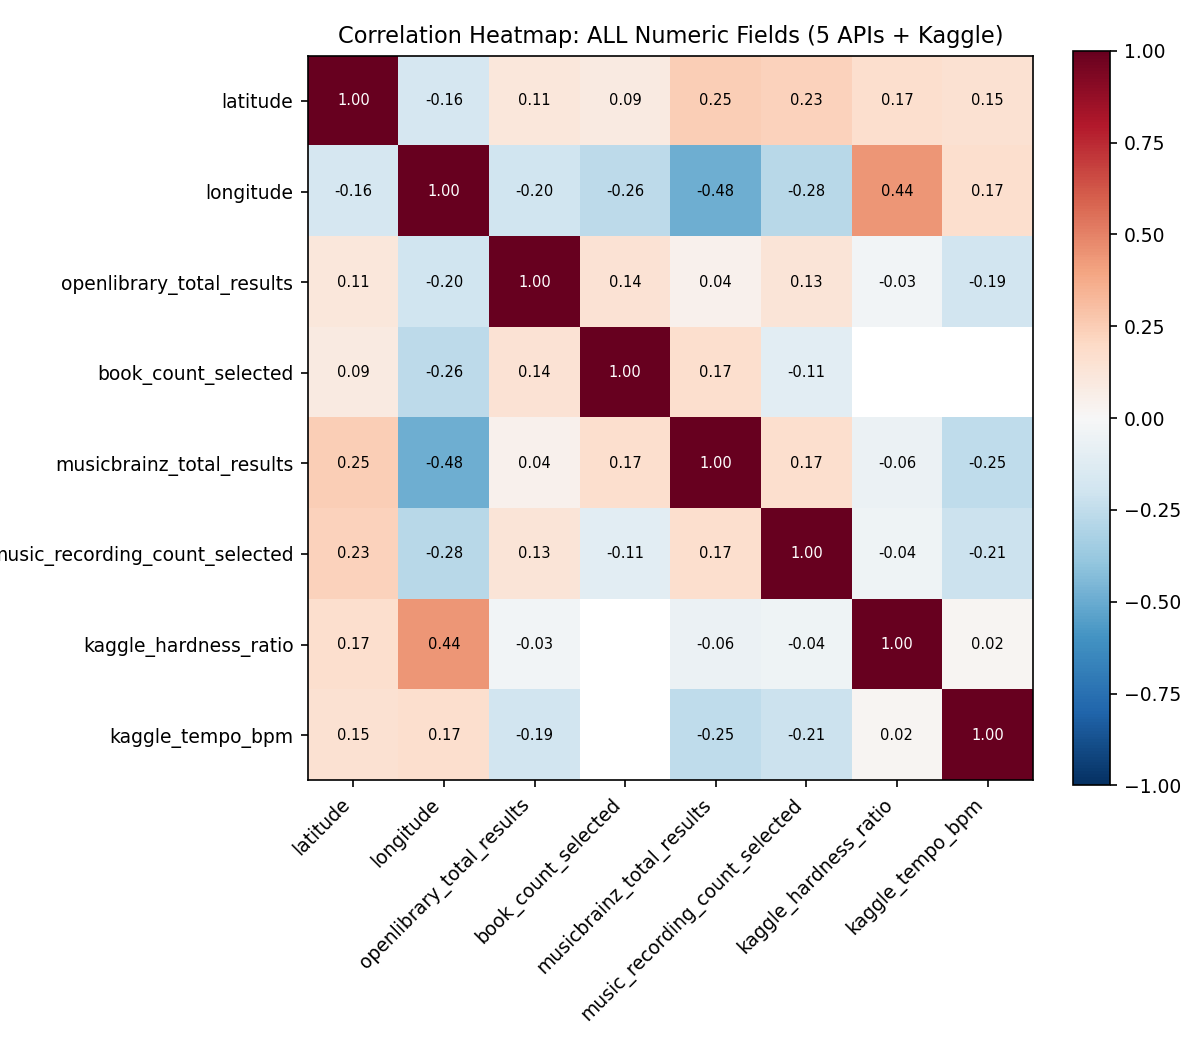 Correlation Heatmap: ALL Numeric Fields (5 APIs + Kaggle)
latitude 1.00 -0.16 0.11 0.09 0.25 0.23 0.17 0.15
longitude -0.16 1.00 -0.20 -0.26 -0.48 -0.28 0.44 0.17
openlibrary_total_results 0.11 -0.20 1.00 0.14 0.04 0.13 -0.03 -0.19
book_count_selected 0.09 -0.26 0.14 1.00 0.17 -0.11
musicbrainz_total_results 0.25 -0.48 0.04 0.17 1.00 0.17 -0.06 -0.25
music_recording_count_selected 0.23 -0.28 0.13 -0.11 0.17 1.00 -0.04 -0.21
kaggle_hardness_ratio 0.17 0.44 -0.03 -0.06 -0.04 1.00 0.02
kaggle_tempo_bpm 0.15 0.17 -0.19 -0.25 -0.21 0.02 1.00
latitude
longitude
openlibrary_total_results
book_count_selected
musicbrainz_total_results
music_recording_count_selected
kaggle_hardness_ratio
kaggle_tempo_bpm
1.00
0.75
0.50
0.25
0.00
−0.25
−0.50
−0.75
−1.00